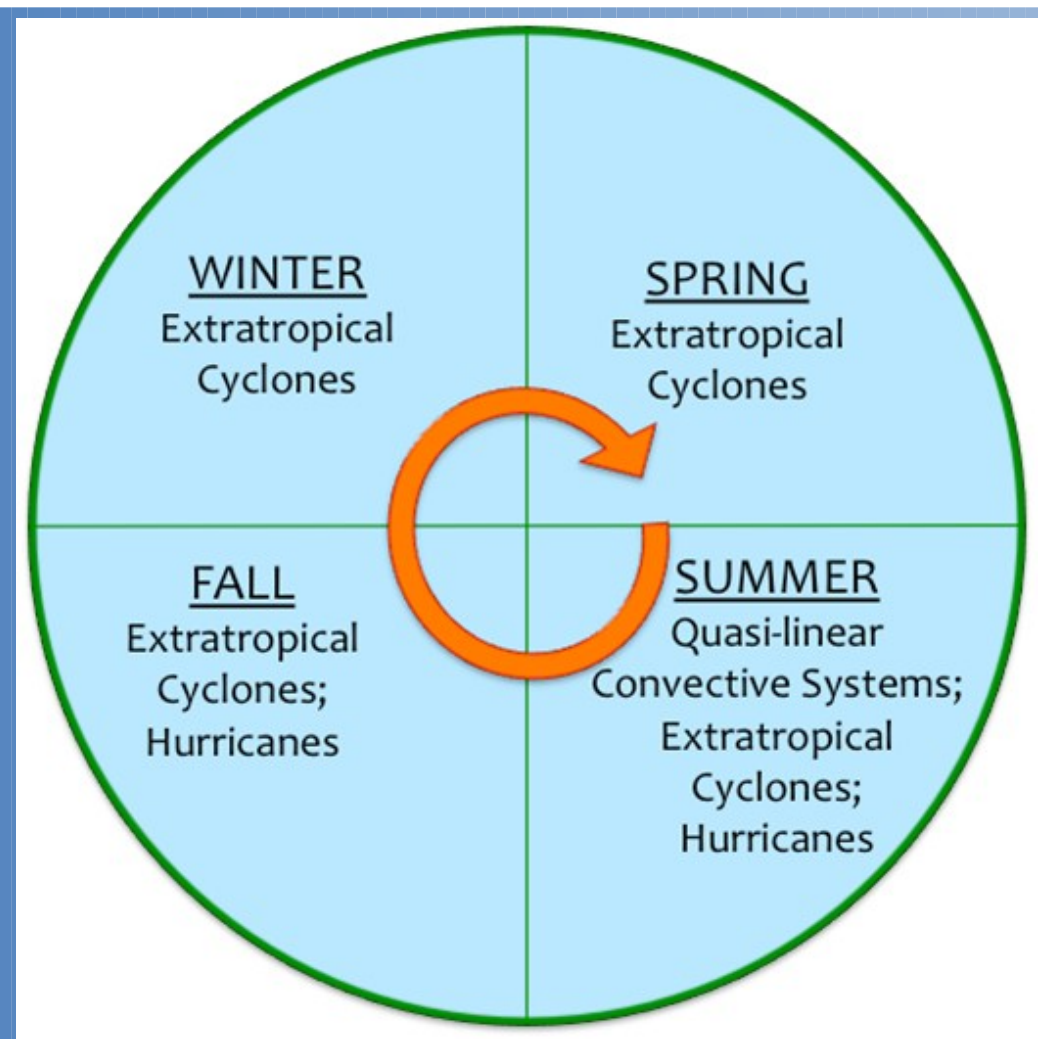 WINTER
Extratropical
Cyclones
SPRING
Extratropical
Cyclones
FALL
Extratropical
Cyclones;
Hurricanes
SUMMER
Quasi-linear
Convective Systems;
Extratropical
Cyclones;
Hurricanes